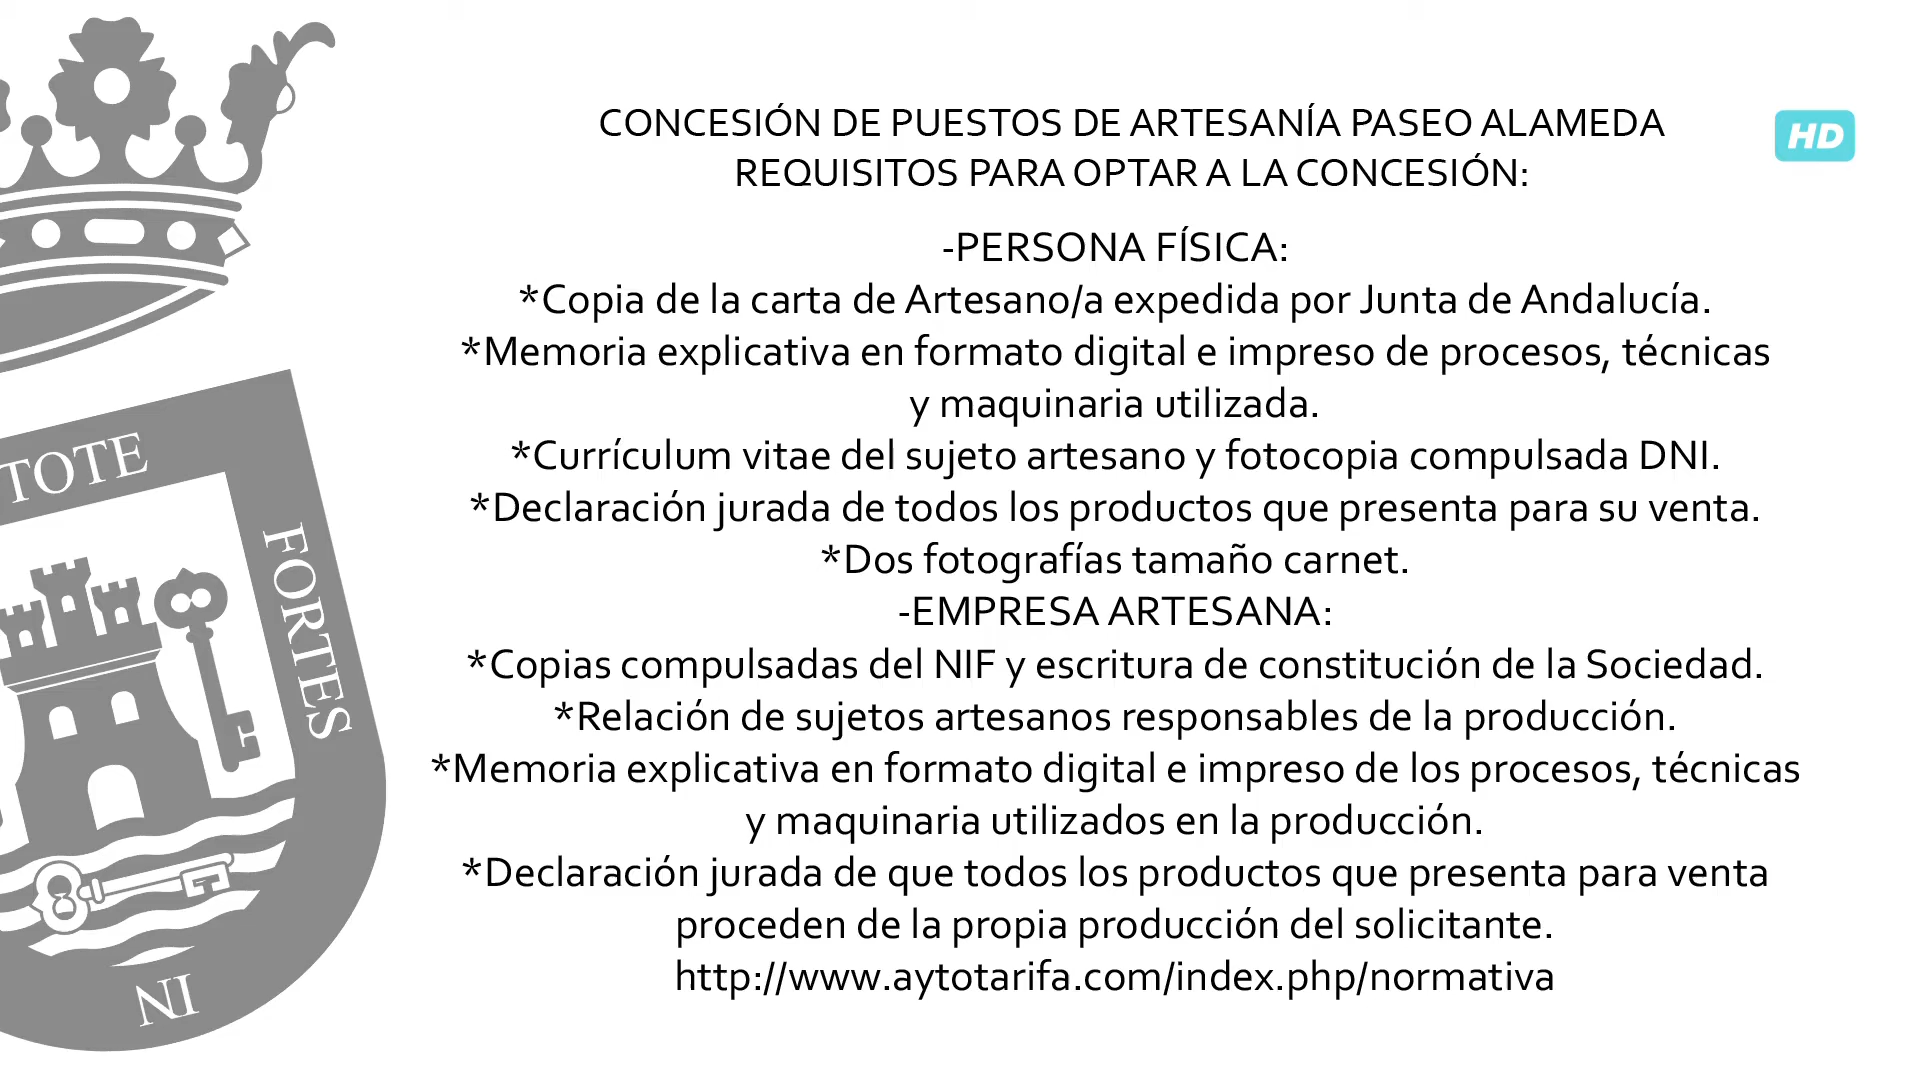 CONCESIÓN DE PUESTOS DE ARTESANÍA PASEO ALAMEDA
REQUISITOS PARA OPTAR A LA CONCESIÓN:
HD
-PERSONA FÍSICA:
*Copia de la carta de Artesano/a expedida por Junta de Andalucía.
*Memoria explicativa en formato digital e impreso de procesos, técnicas
y maquinaria utilizada.
*Currículum vitae del sujeto artesano y fotocopia compulsada DNI.
*Declaración jurada de todos los productos que presenta para su venta.
*Dos fotografías tamaño carnet.
-EMPRESA ARTESANA:
*Copias compulsadas del NIF y escritura de constitución de la Sociedad.
*Relación de sujetos artesanos responsables de la producción.
*Memoria explicativa en formato digital e impreso de los procesos, técnicas
y maquinaria utilizados en la producción.
*Declaración jurada de que todos los productos que presenta para venta
proceden de la propia producción del solicitante.
http://www.aytotarifa.com/index.php/normativa
TOTE
FORTES
IN